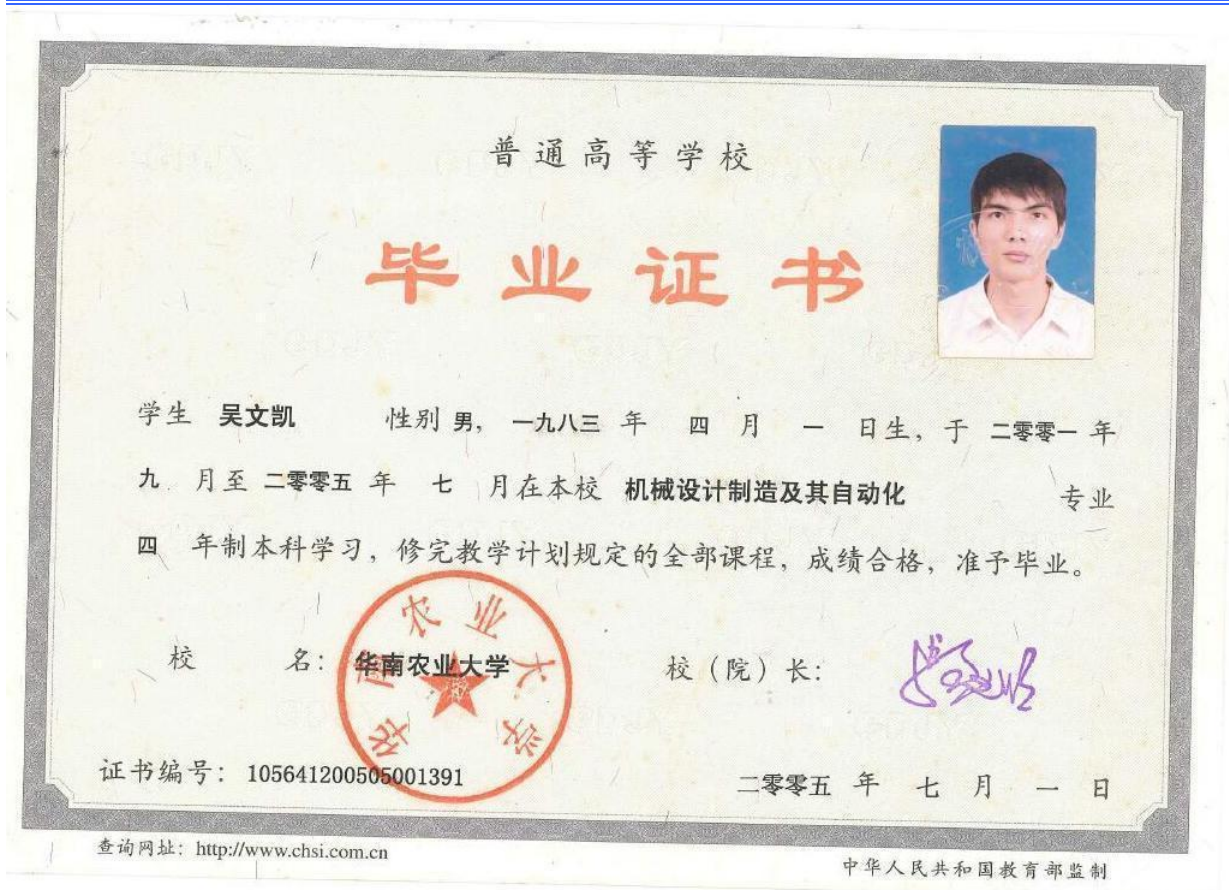 普通高等学校
毕业证书
学生 吴文凯 性别 男, 一九八三 年 四 月 一 日生, 于 二零零一 年
九 月至 二零零五 年 七 月在本校 机械设计制造及其自动化 专业
四 年制本科学习, 修完教学计划规定的全部课程, 成绩合格, 准予毕业。
华南农业大学
校 名: 华南农业大学 校（院）长:
证书编号: 105641200505001391 二零零五 年 七 月 一 日
查询网址: http://www.chsi.com.cn 中华人民共和国教育部监制